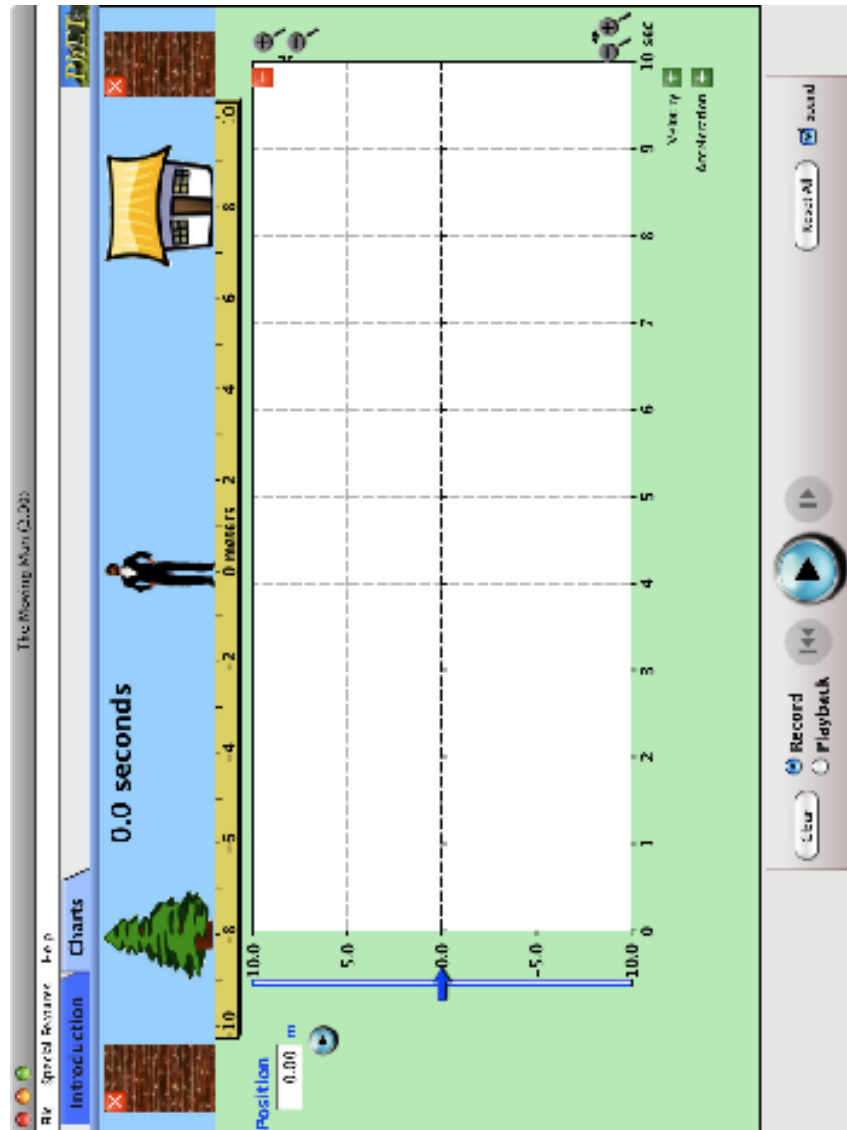 The Moving Man (2.00)
Special Features Help
Introduction Charts
PhET
0.0 seconds
-10 -8 -6 -4 -2 0 meters 2 4 6 8 10
Position
0.00 m
10.0
5.0
0.0
-5.0
-10.0
0 1 2 3 4 5 6 7 8 9 10 sec
Velocity
Acceleration
Record
Playback
Clear
Reset All
sound